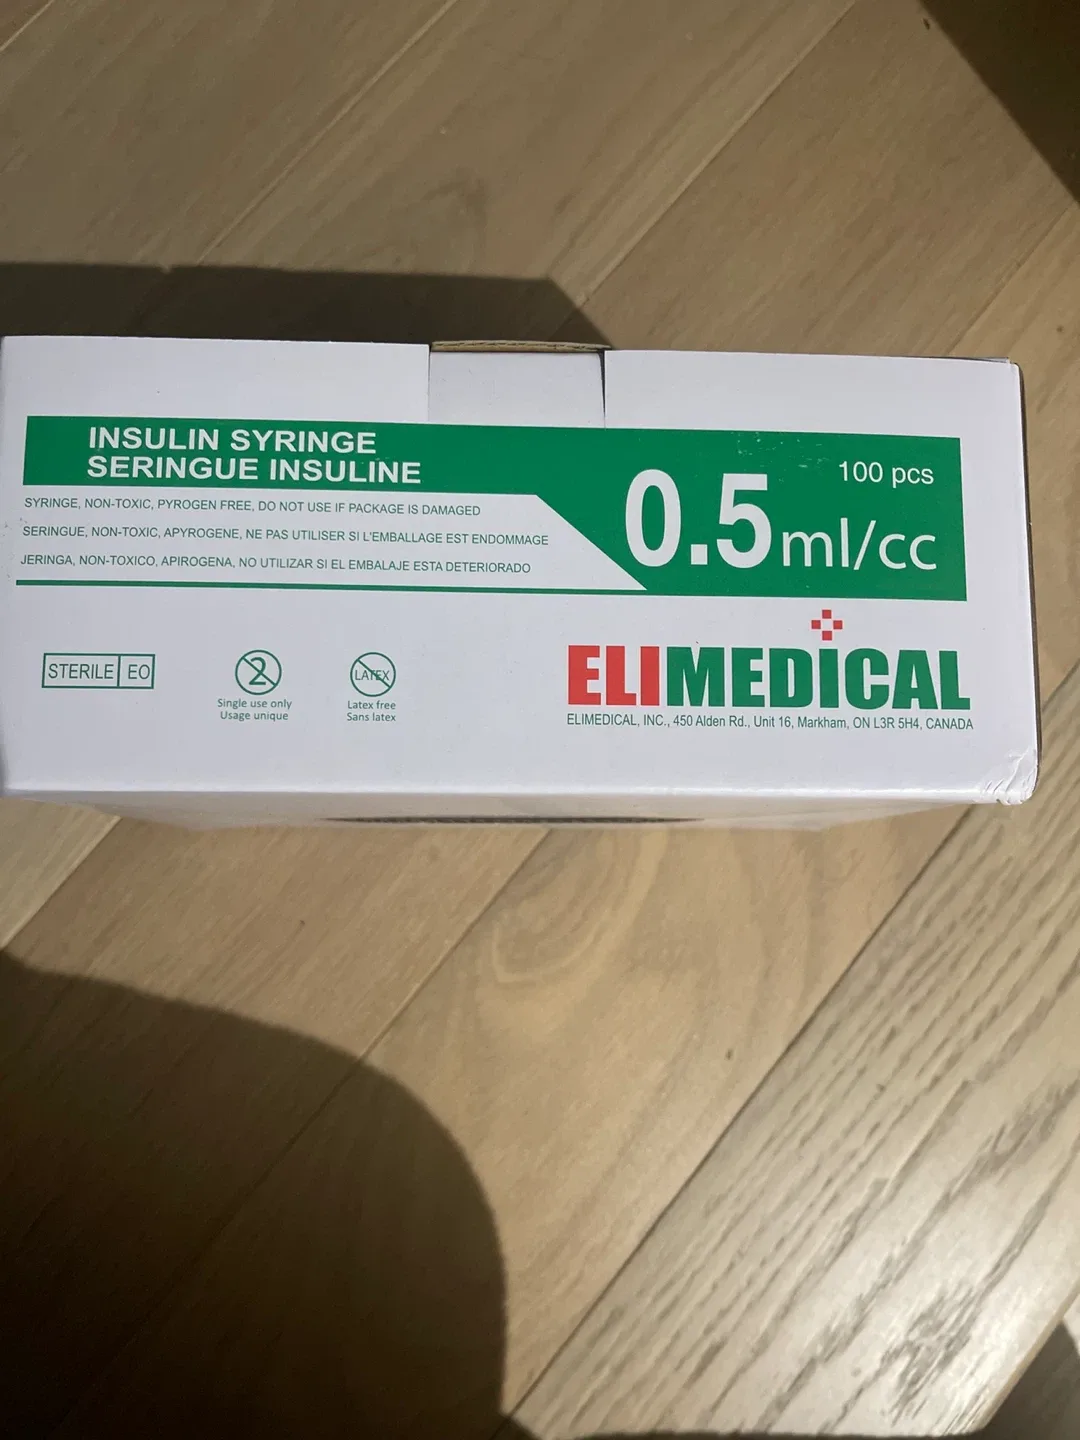 INSULIN SYRINGE
SERINGUE INSULINE
100 pcs
0.5 ml/cc
SYRINGE, NON-TOXIC, PYROGEN FREE, DO NOT USE IF PACKAGE IS DAMAGED
SERINGUE, NON-TOXIC, APYROGENE, NE PAS UTILISER SI L'EMBALLAGE EST ENDOMMAGE
JERINGA, NON-TOXICO, APIROGENA, NO UTILIZAR SI EL EMBALAJE ESTA DETERIORADO
STERILE EO
2
Single use only
Usage unique
LATEX
Latex free
Sans latex
ELIMEDICAL
ELIMEDICAL, INC., 450 Alden Rd., Unit 16, Markham, ON L3R 5H4, CANADA